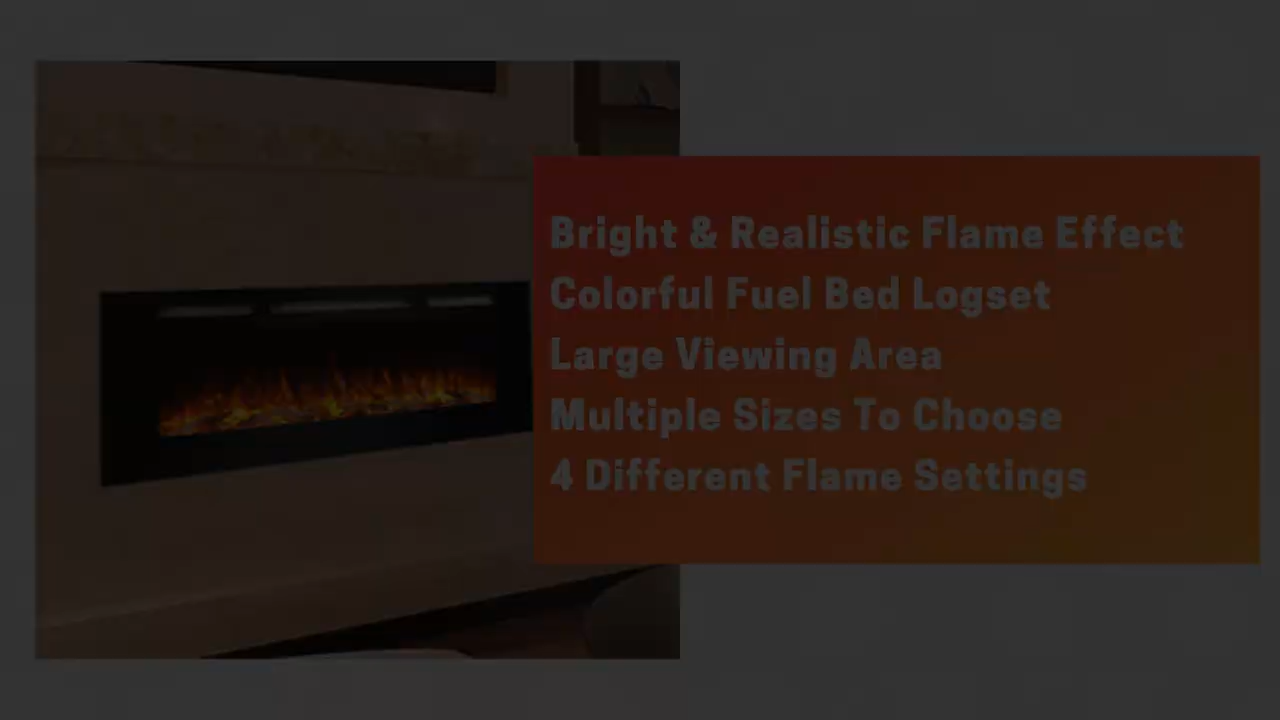 Bright & Realistic Flame Effect
Colorful Fuel Bed Logset
Large Viewing Area
Multiple Sizes To Choose
4 Different Flame Settings